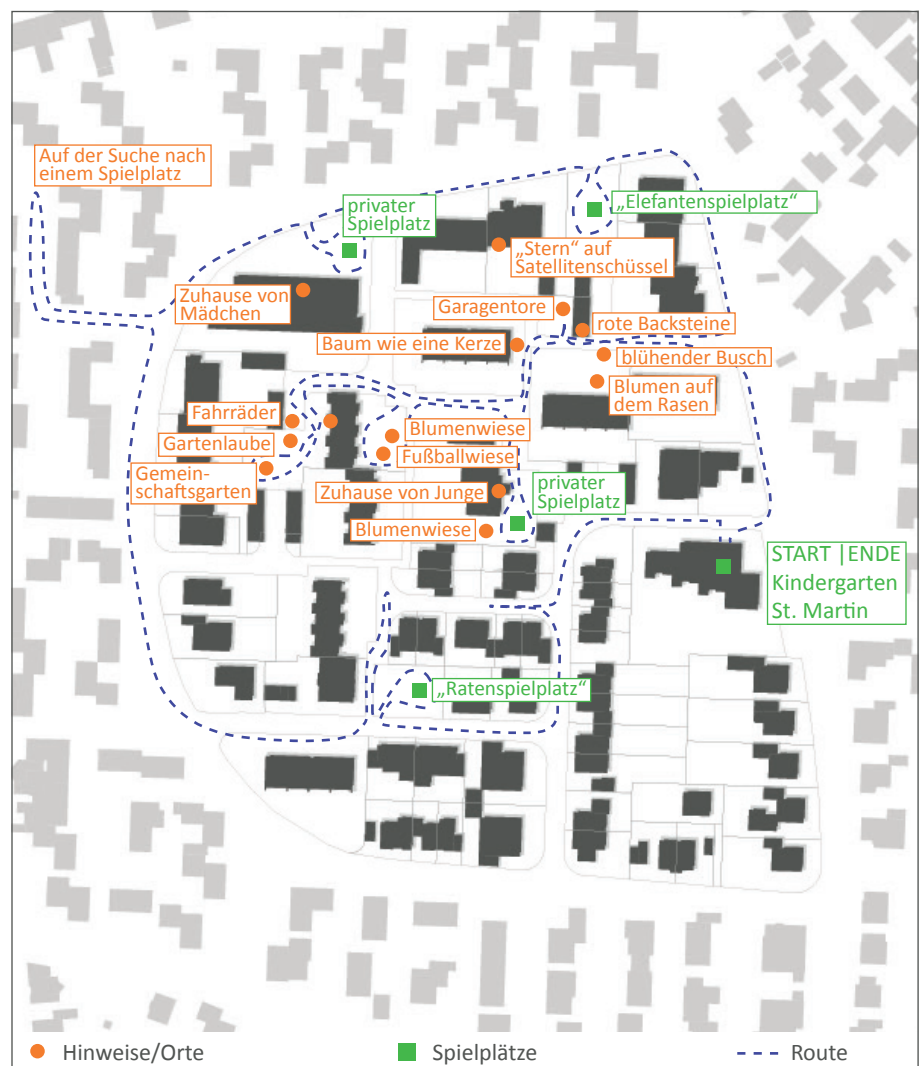 Auf der Suche nach
einem Spielplatz
privater
Spielplatz
„Elefantenspielplatz“
„Stern“ auf
Satellitenschüssel
Zuhause von
Mädchen
Garagentore
rote Backsteine
Baum wie eine Kerze
blühender Busch
Blumen auf
dem Rasen
Fahrräder
Gartenlaube
Gemein-
schaftsgarten
Blumenwiese
Fußballwiese
Zuhause von Junge
privater
Spielplatz
Blumenwiese
START |ENDE
Kindergarten
St. Martin
„Ratenspielplatz“
Hinweise/Orte
Spielplätze
Route